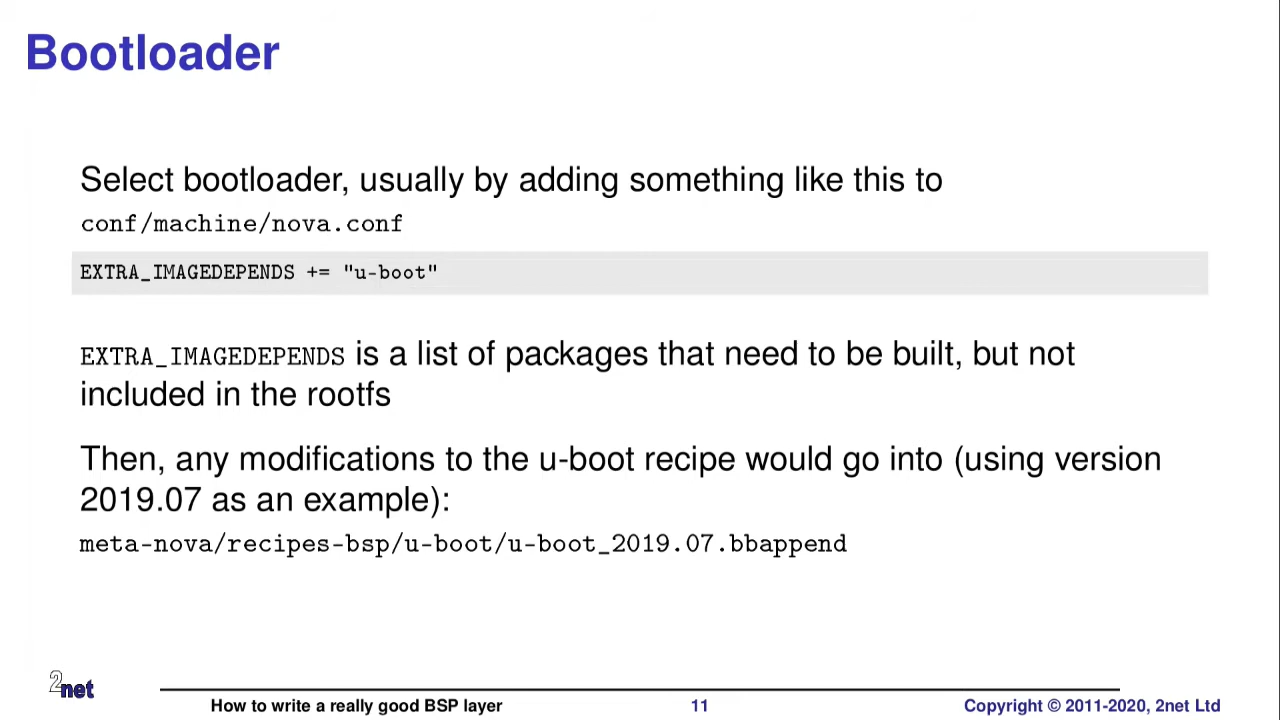 Bootloader
Select bootloader, usually by adding something like this to
conf/machine/nova.conf
EXTRA_IMAGEDEPENDS += "u-boot"
EXTRA_IMAGEDEPENDS is a list of packages that need to be built, but not
included in the rootfs
Then, any modifications to the u-boot recipe would go into (using version
2019.07 as an example):
meta-nova/recipes-bsp/u-boot/u-boot_2019.07.bbappend
2net
How to write a really good BSP layer
11
Copyright © 2011-2020, 2net Ltd